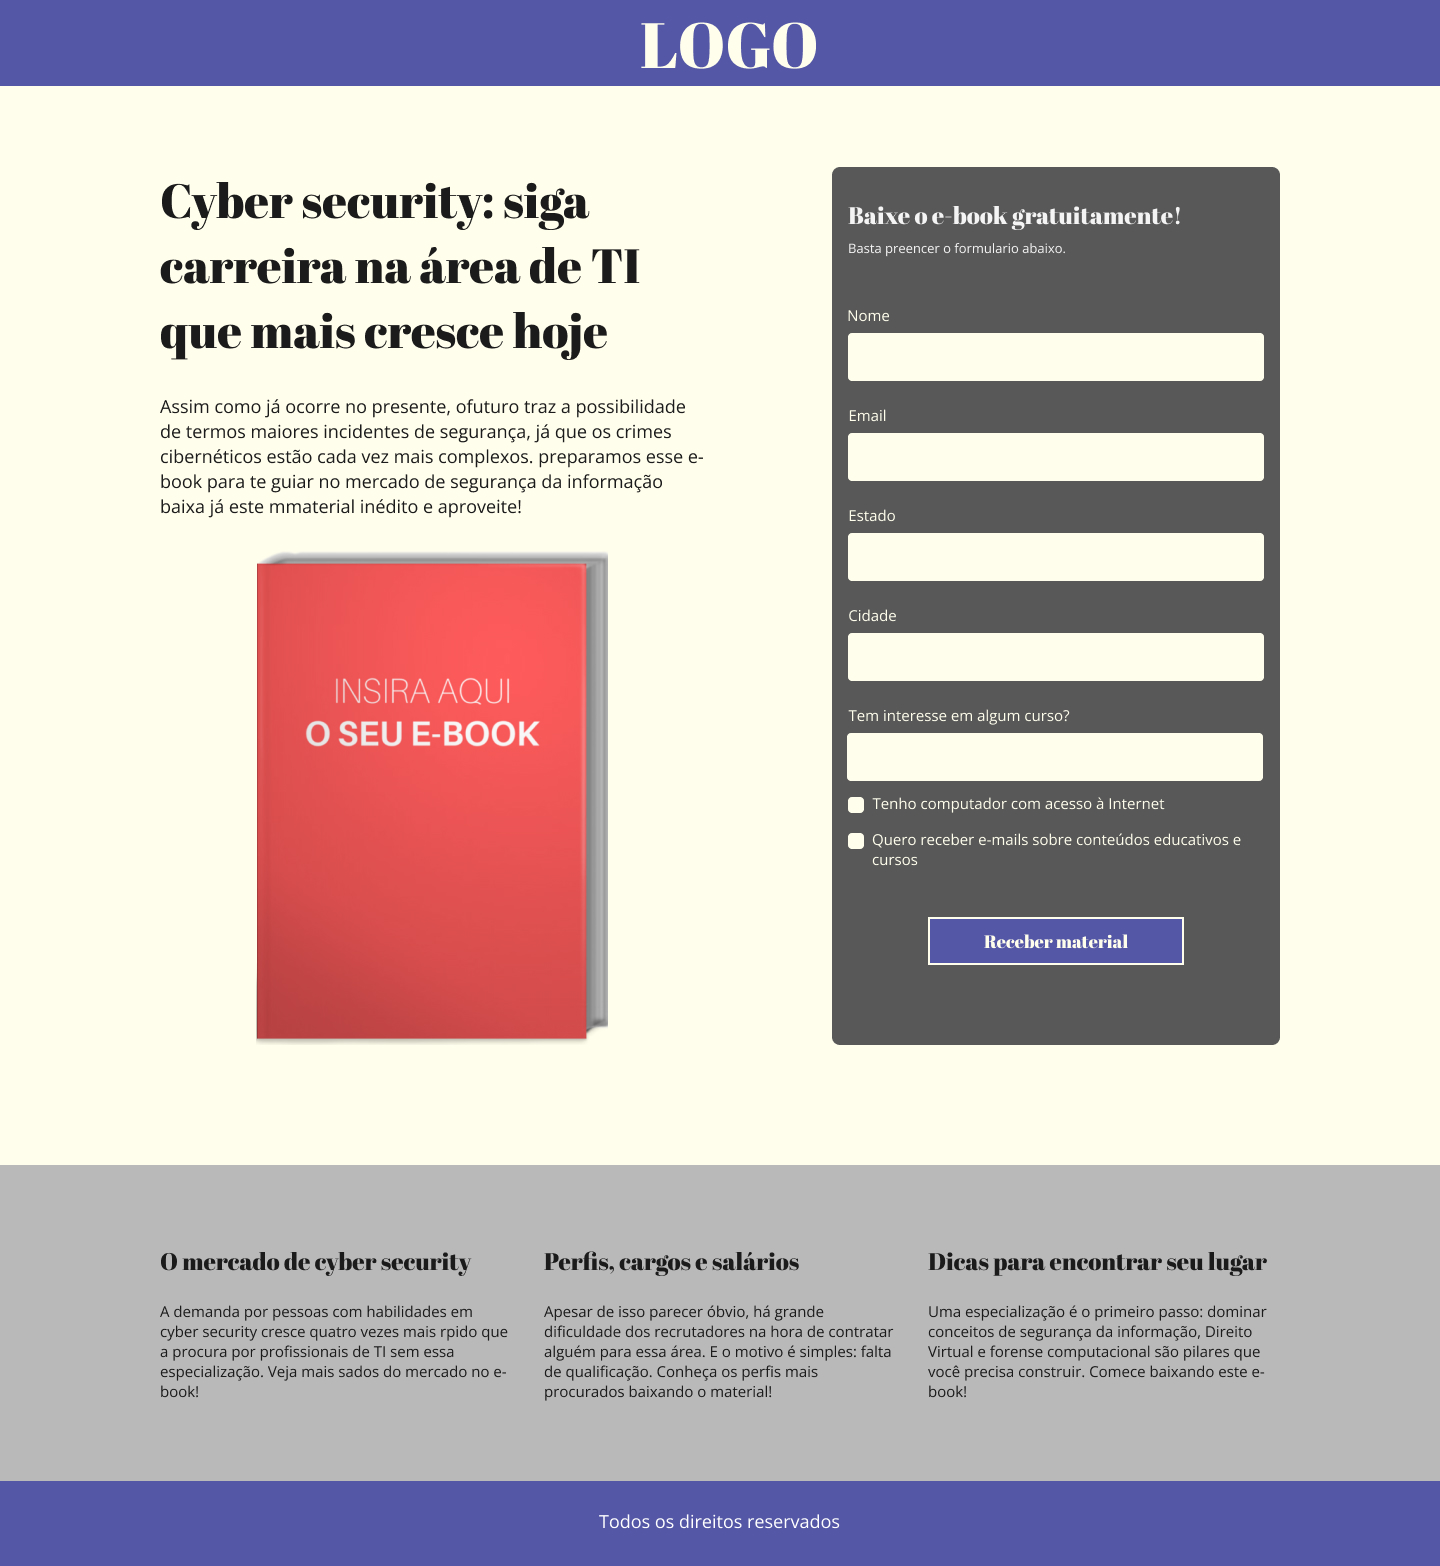 LOGO
Cyber security: siga
carreira na área de TI
que mais cresce hoje
Assim como já ocorre no presente, ofuturo traz a possibilidade
de termos maiores incidentes de segurança, já que os crimes
cibernéticos estão cada vez mais complexos. preparamos esse e-
book para te guiar no mercado de segurança da informação
baixa já este mmaterial inédito e aproveite!
INSIRA AQUI
O SEU E-BOOK
Baixe o e-book gratuitamente!
Basta preencer o formulario abaixo.
Nome
Email
Estado
Cidade
Tem interesse em algum curso?
Tenho computador com acesso à Internet
Quero receber e-mails sobre conteúdos educativos e
cursos
Receber material
O mercado de cyber security
A demanda por pessoas com habilidades em
cyber security cresce quatro vezes mais rpido que
a procura por profissionais de TI sem essa
especialização. Veja mais sados do mercado no e-
book!
Perfis, cargos e salários
Apesar de isso parecer óbvio, há grande
dificuldade dos recrutadores na hora de contratar
alguém para essa área. E o motivo é simples: falta
de qualificação. Conheça os perfis mais
procurados baixando o material!
Dicas para encontrar seu lugar
Uma especialização é o primeiro passo: dominar
conceitos de segurança da informação, Direito
Virtual e forense computacional são pilares que
você precisa construir. Comece baixando este e-
book!
Todos os direitos reservados